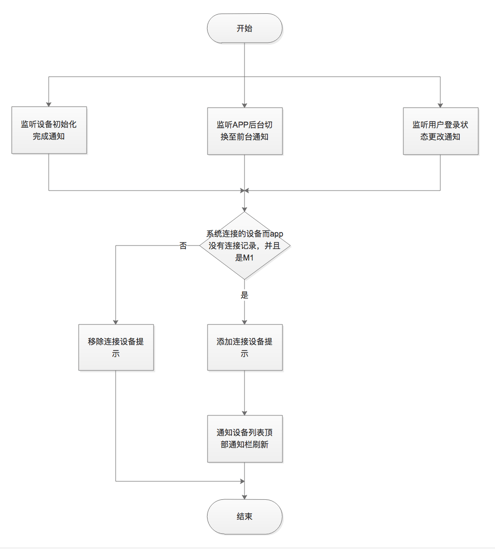 开始
监听设备初始化
完成通知
监听APP后台切
换至前台通知
监听用户登录状
态更改通知
系统连接的设备而app
没有连接记录，并且
是M1
否
是
移除连接设备提
示
添加连接设备提
示
通知设备列表顶
部通知栏刷新
结束